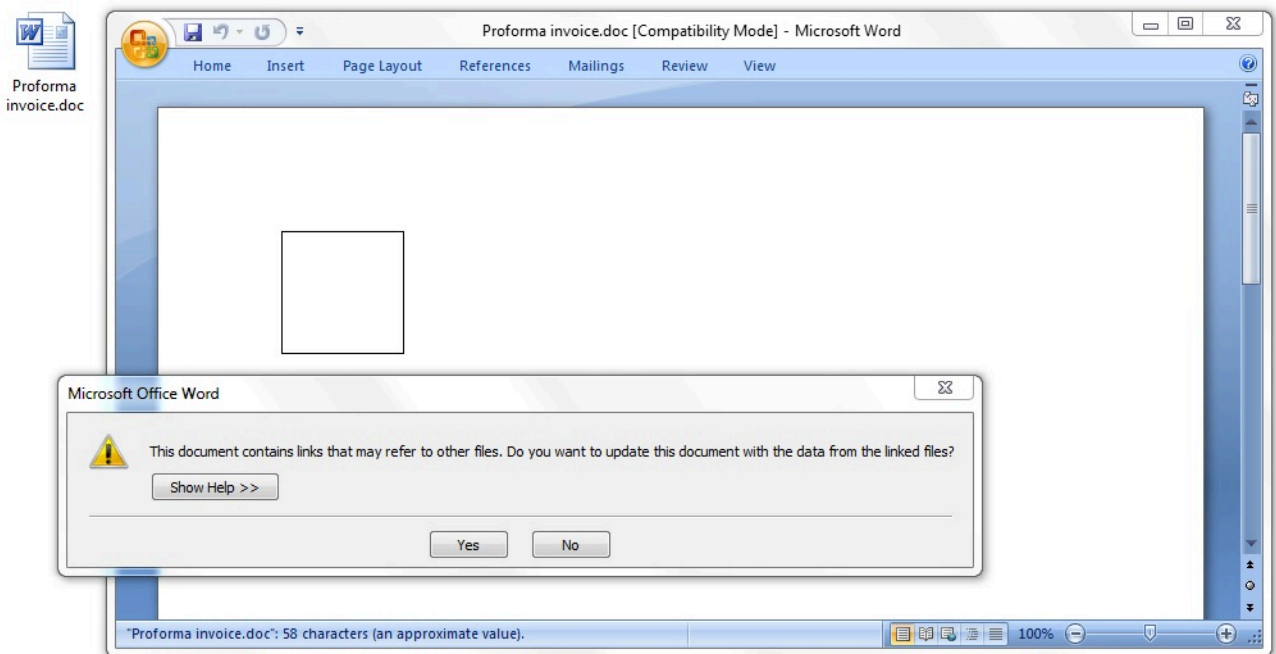 Proforma
invoice.doc
Proforma invoice.doc [Compatibility Mode] - Microsoft Word
Home Insert Page Layout References Mailings Review View
Microsoft Office Word
This document contains links that may refer to other files. Do you want to update this document with the data from the linked files?
Show Help >>
Yes No
"Proforma invoice.doc": 58 characters (an approximate value).
100%